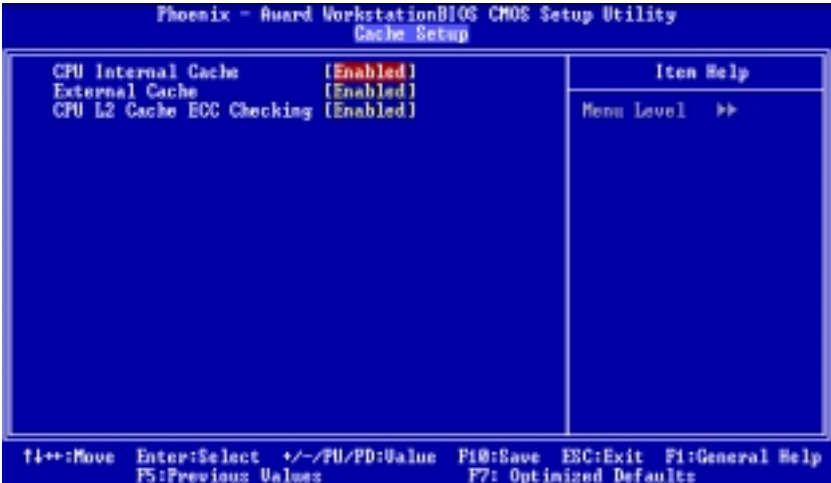 Phoenix - Award WorkstationBIOS CMOS Setup Utility
Cache Setup
CPU Internal Cache [Enabled]
External Cache [Enabled]
CPU L2 Cache ECC Checking [Enabled]
Item Help
Menu Level ▶▶
↑↓→←:Move Enter:Select +/-/PU/PD:Value F10:Save ESC:Exit F1:General Help
F5:Previous Values F7: Optimized Defaults